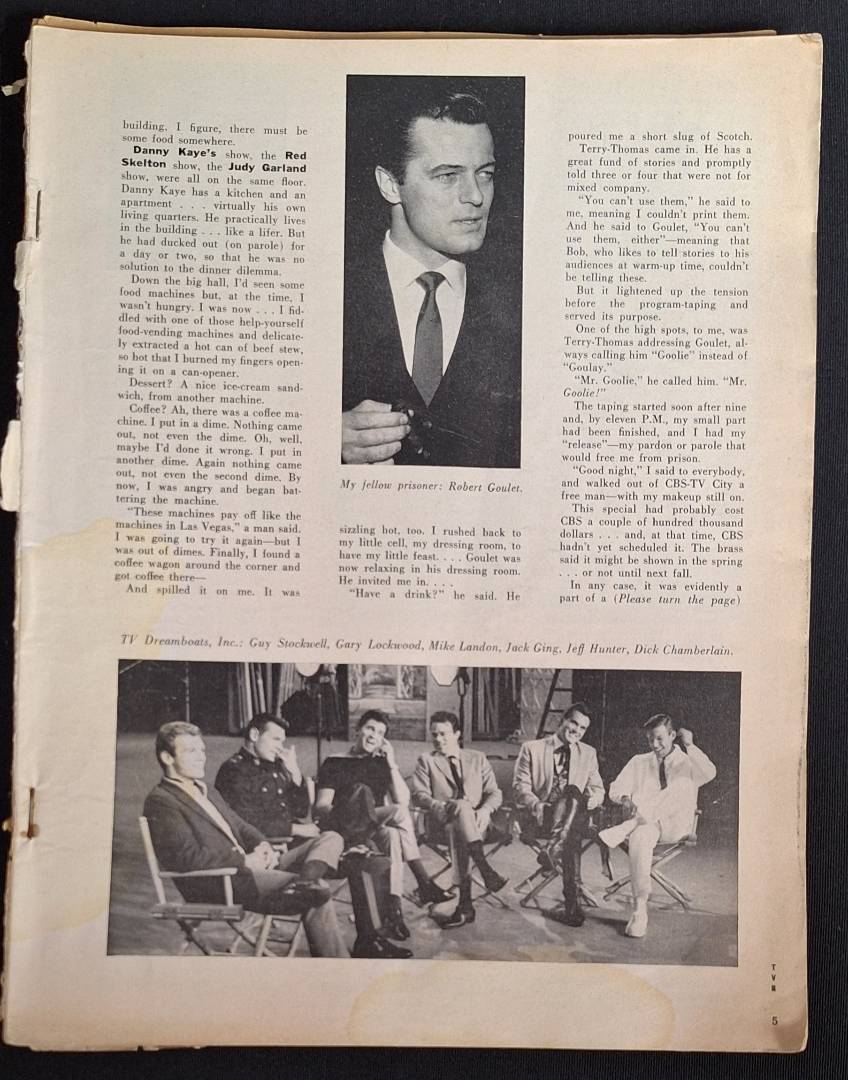 building, I figure, there must be
some food somewhere.
Danny Kaye's show, the Red
Skelton show, the Judy Garland
show, were all on the same floor.
Danny Kaye has a kitchen and an
apartment . . . virtually his own
living quarters. He practically lives
in the building . . . like a lifer. But
he had ducked out (on parole) for
a day or two, so that he was no
solution to the dinner dilemma.
Down the big hall, I'd seen some
food machines but, at the time, I
wasn't hungry. I was now . . . I fid-
dled with one of those help-yourself
food-vending machines and delicate-
ly extracted a hot can of beef stew,
so hot that I burned my fingers open-
ing it on a can-opener.
Dessert? A nice ice-cream sand-
wich, from another machine.
Coffee? Ah, there was a coffee ma-
chine. I put in a dime. Nothing came
out, not even the dime. Oh, well,
maybe I'd done it wrong. I put in
another dime. Again nothing came
out, not even the second dime. By
now, I was angry and began bat-
tering the machine.
"These machines pay off like the
machines in Las Vegas," a man said.
I was going to try it again—but I
was out of dimes. Finally, I found a
coffee wagon around the corner and
got coffee there—
And spilled it on me. It was
My fellow prisoner: Robert Goulet.
sizzling hot, too. I rushed back to
my little cell, my dressing room, to
have my little feast. . . . Goulet was
now relaxing in his dressing room.
He invited me in. . . .
"Have a drink?" he said. He
poured me a short slug of Scotch.
Terry-Thomas came in. He has a
great fund of stories and promptly
told three or four that were not for
mixed company.
"You can't use them," he said to
me, meaning I couldn't print them.
And he said to Goulet, "You can't
use them, either"—meaning that
Bob, who likes to tell stories to his
audiences at warm-up time, couldn't
be telling these.
But it lightened up the tension
before the program-taping and
served its purpose.
One of the high spots, to me, was
Terry-Thomas addressing Goulet, al-
ways calling him "Goolie" instead of
"Goulay."
"Mr. Goolie," he called him. "Mr.
Goolie!"
The taping started soon after nine
and, by eleven P.M., my small part
had been finished, and I had my
"release"—my pardon or parole that
would free me from prison.
"Good night," I said to everybody,
and walked out of CBS-TV City a
free man—with my makeup still on.
This special had probably cost
CBS a couple of hundred thousand
dollars . . . and, at that time, CBS
hadn't yet scheduled it. The brass
said it might be shown in the spring
. . . or not until next fall.
In any case, it was evidently a
part of a (Please turn the page)
TV Dreamboats, Inc.: Guy Stockwell, Gary Lockwood, Mike Landon, Jack Ging, Jeff Hunter, Dick Chamberlain.
T
V
M
5